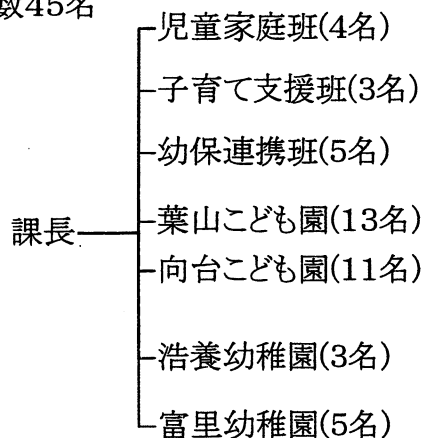 数45名
児童家庭班(4名)
子育て支援班(3名)
幼保連携班(5名)
課長
葉山こども園(13名)
向台こども園(11名)
浩養幼稚園(3名)
富里幼稚園(5名)